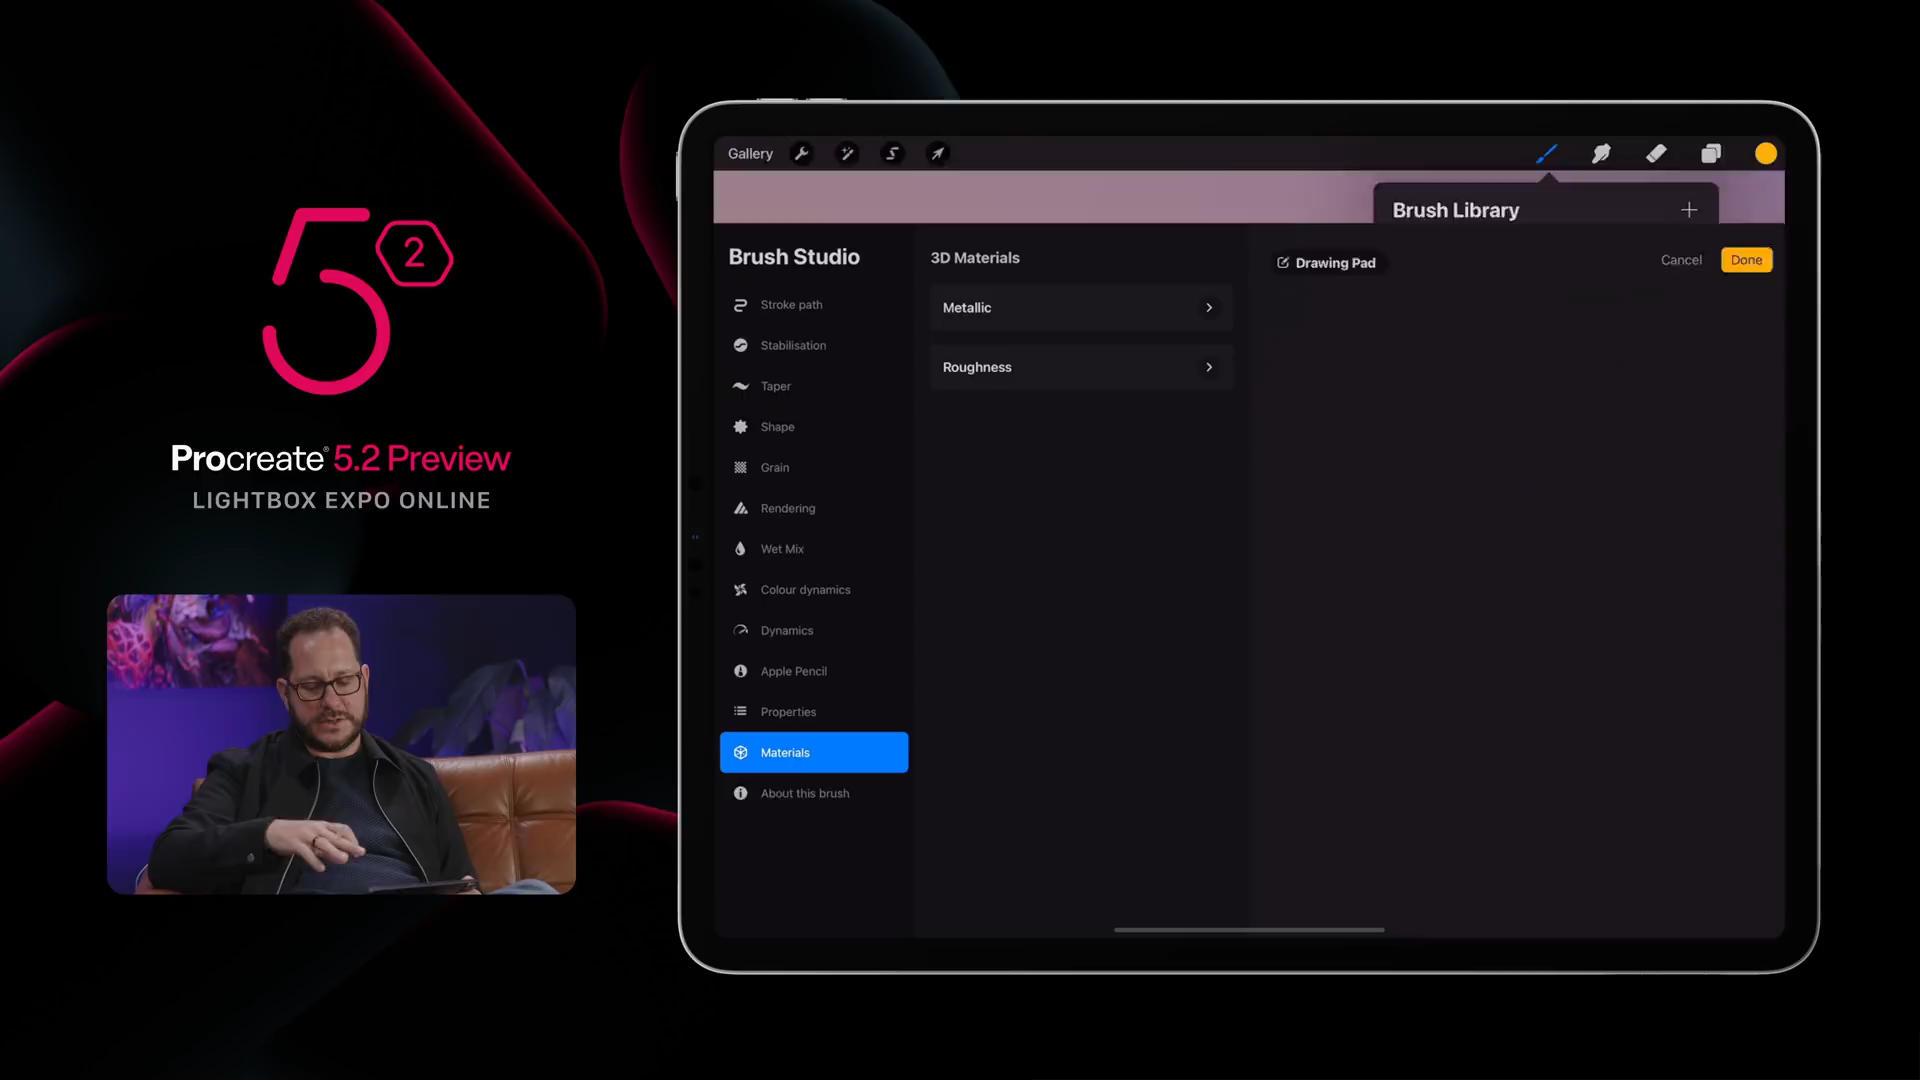 5 2
Procreate® 5.2 Preview
LIGHTBOX EXPO ONLINE
Gallery
Brush Library
Brush Studio
Stroke path
Stabilisation
Taper
Shape
Grain
Rendering
Wet Mix
Colour dynamics
Dynamics
Apple Pencil
Properties
Materials
About this brush
3D Materials
Metallic
Roughness
Drawing Pad
Cancel
Done